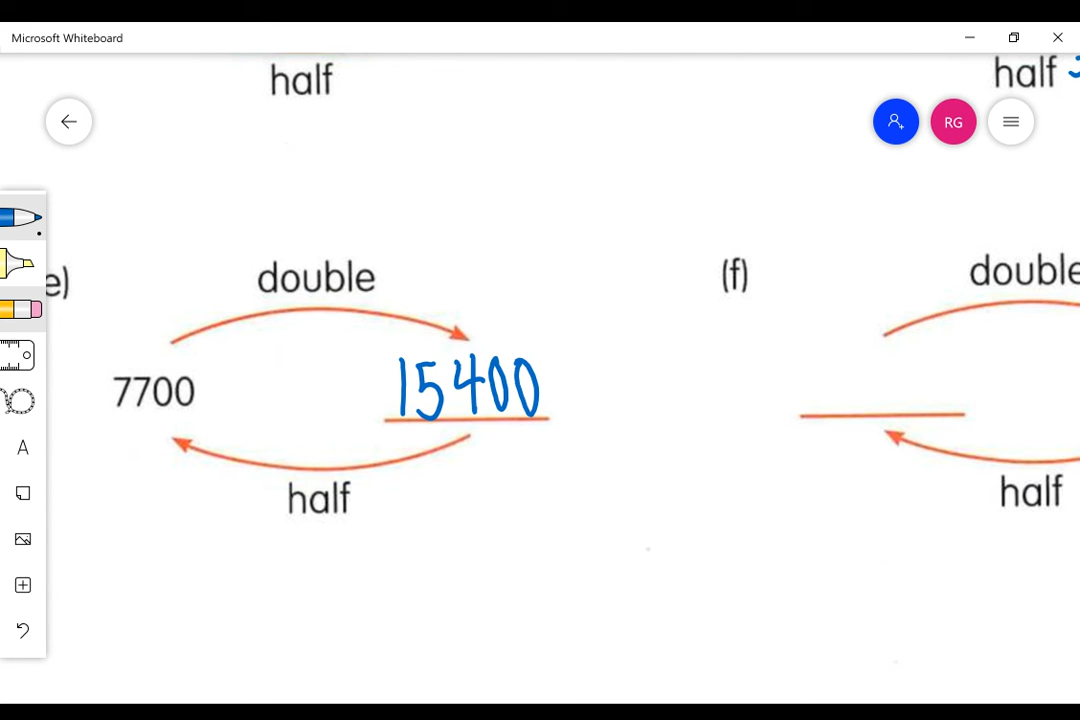 Microsoft Whiteboard
half
half
RG
e)
double
(f)
double
7700
15400
half
half
A